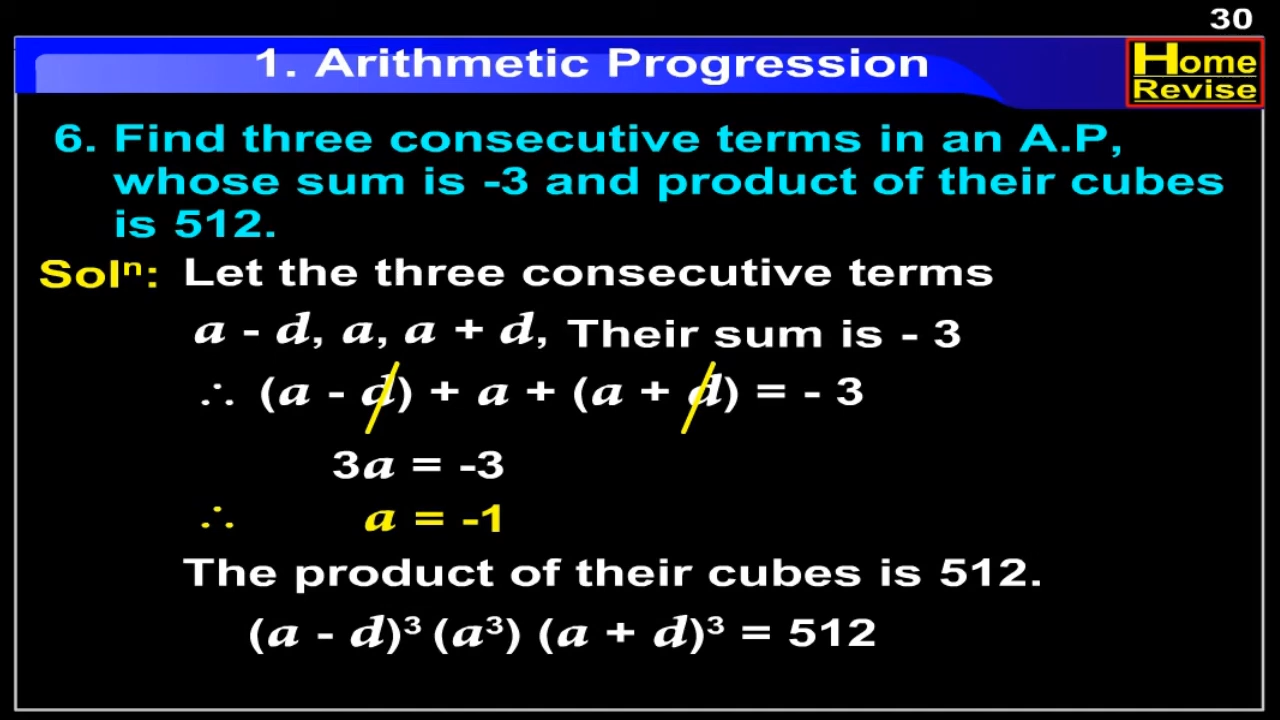 30
1. Arithmetic Progression
Home
Revise
6. Find three consecutive terms in an A.P,
whose sum is -3 and product of their cubes
is 512.
Solⁿ: Let the three consecutive terms
a - d, a, a + d, Their sum is - 3
∴ (a - d) + a + (a + d) = - 3
3a = -3
∴ a = -1
The product of their cubes is 512.
(a - d)³ (a³) (a + d)³ = 512